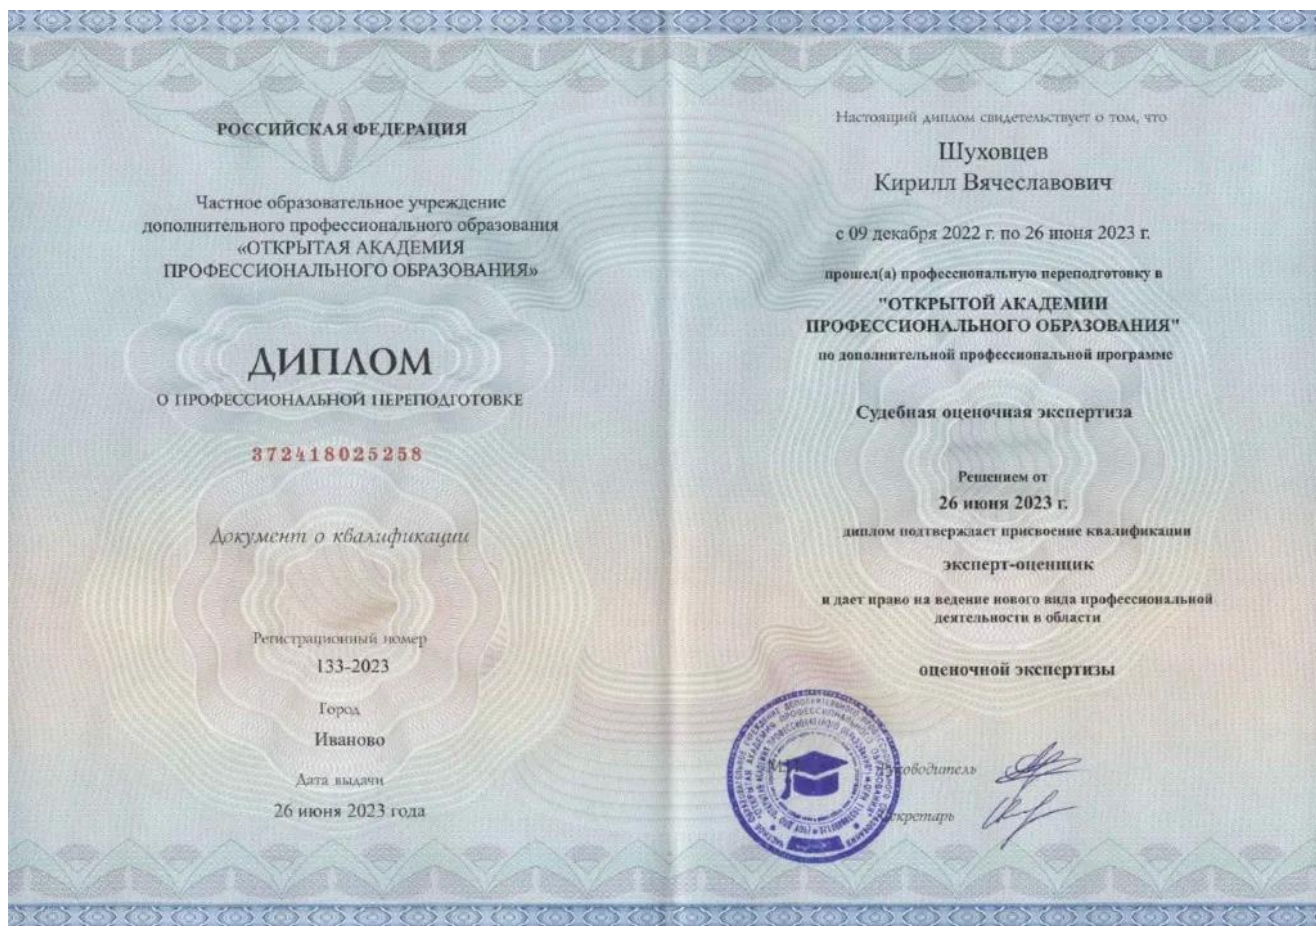 РОССИЙСКАЯ ФЕДЕРАЦИЯ
Частное образовательное учреждение
дополнительного профессионального образования
«ОТКРЫТАЯ АКАДЕМИЯ
ПРОФЕССИОНАЛЬНОГО ОБРАЗОВАНИЯ»
ДИПЛОМ
О ПРОФЕССИОНАЛЬНОЙ ПЕРЕПОДГОТОВКЕ
372418025258
Документ о квалификации
Регистрационный номер
133-2023
Город
Иваново
Дата выдачи
26 июня 2023 года
Настоящий диплом свидетельствует о том, что
Шуховцев
Кирилл Вячеславович
с 09 декабря 2022 г. по 26 июня 2023 г.
прошел(а) профессиональную переподготовку в
"ОТКРЫТОЙ АКАДЕМИИ
ПРОФЕССИОНАЛЬНОГО ОБРАЗОВАНИЯ"
по дополнительной профессиональной программе
Судебная оценочная экспертиза
Решением от
26 июня 2023 г.
диплом подтверждает присвоение квалификации
эксперт-оценщик
и дает право на ведение нового вида профессиональной
деятельности в области
оценочной экспертизы
Руководитель
Секретарь